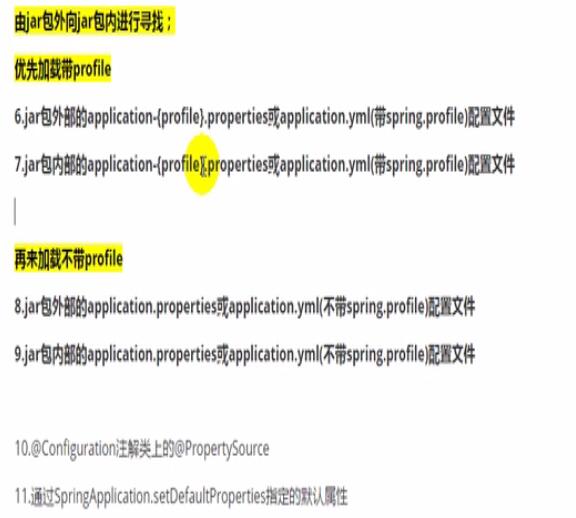 由jar包外向jar包内进行寻找；
优先加载带profile
6.jar包外部的application-{profile}.properties或application.yml(带spring.profile)配置文件
7.jar包内部的application-{profile}.properties或application.yml(带spring.profile)配置文件
再来加载不带profile
8.jar包外部的application.properties或application.yml(不带spring.profile)配置文件
9.jar包内部的application.properties或application.yml(不带spring.profile)配置文件
10.@Configuration注解类上的@PropertySource
11.通过SpringApplication.setDefaultProperties指定的默认属性